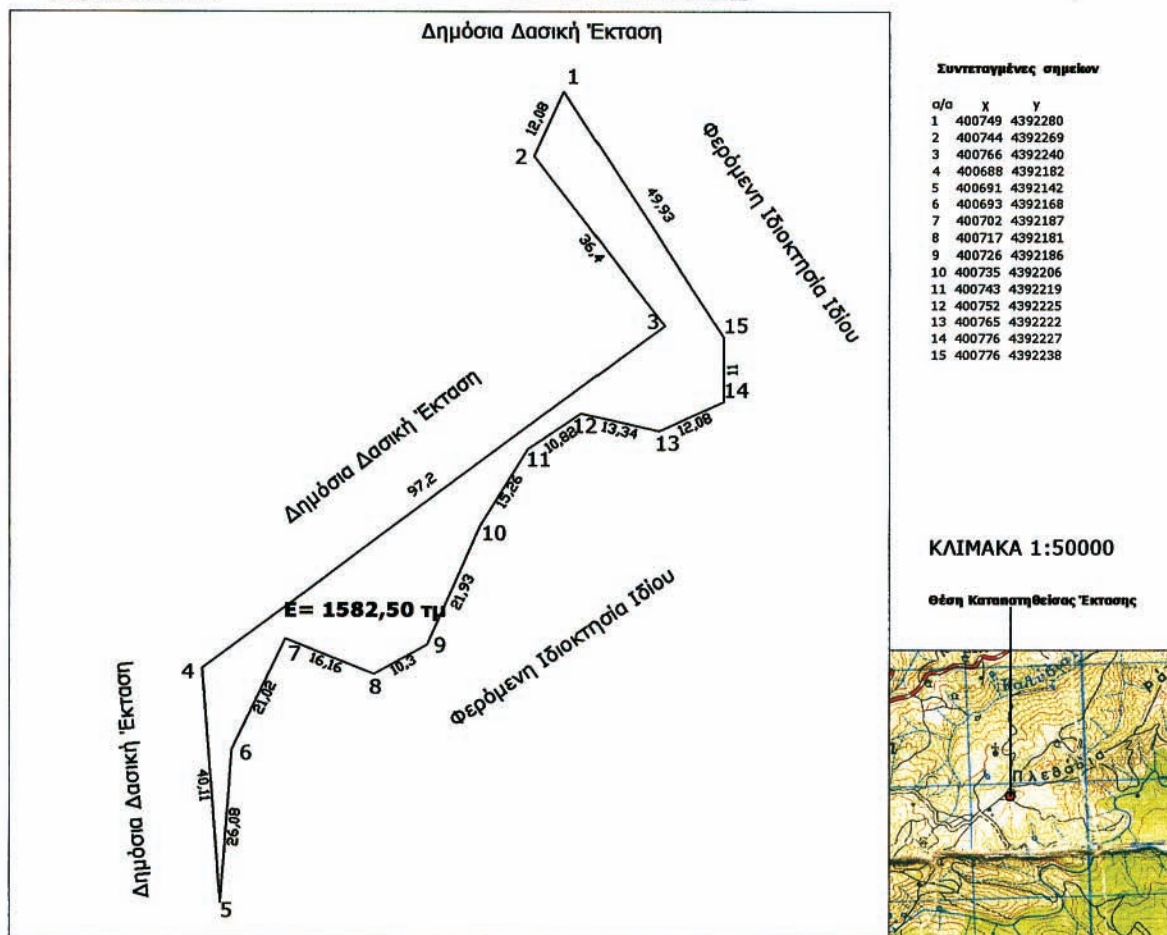 Δημόσια Δασική Έκταση
1
12,08
2
Φερόμενη Ιδιοκτησία Ιδίου
49,93
36,4
3
15
11
14
Δημόσια Δασική Έκταση
12
13,34
13
12,08
10,82
11
97,2
15,26
10
21,93
Ε= 1582,50 τμ
Φερόμενη Ιδιοκτησία Ιδίου
9
7
16,16
10,3
8
4
21,02
6
Δημόσια Δασική Έκταση
40,11
26,08
5
Συντεταγμένες σημείων
α/α χ y
1 400749 4392280
2 400744 4392269
3 400766 4392240
4 400688 4392182
5 400691 4392142
6 400693 4392168
7 400702 4392187
8 400717 4392181
9 400726 4392186
10 400735 4392206
11 400743 4392219
12 400752 4392225
13 400765 4392222
14 400776 4392227
15 400776 4392238
ΚΛΙΜΑΚΑ 1:50000
Θέση Καταπατηθείσας Έκτασης
Καλύβια
Πλεθάρια